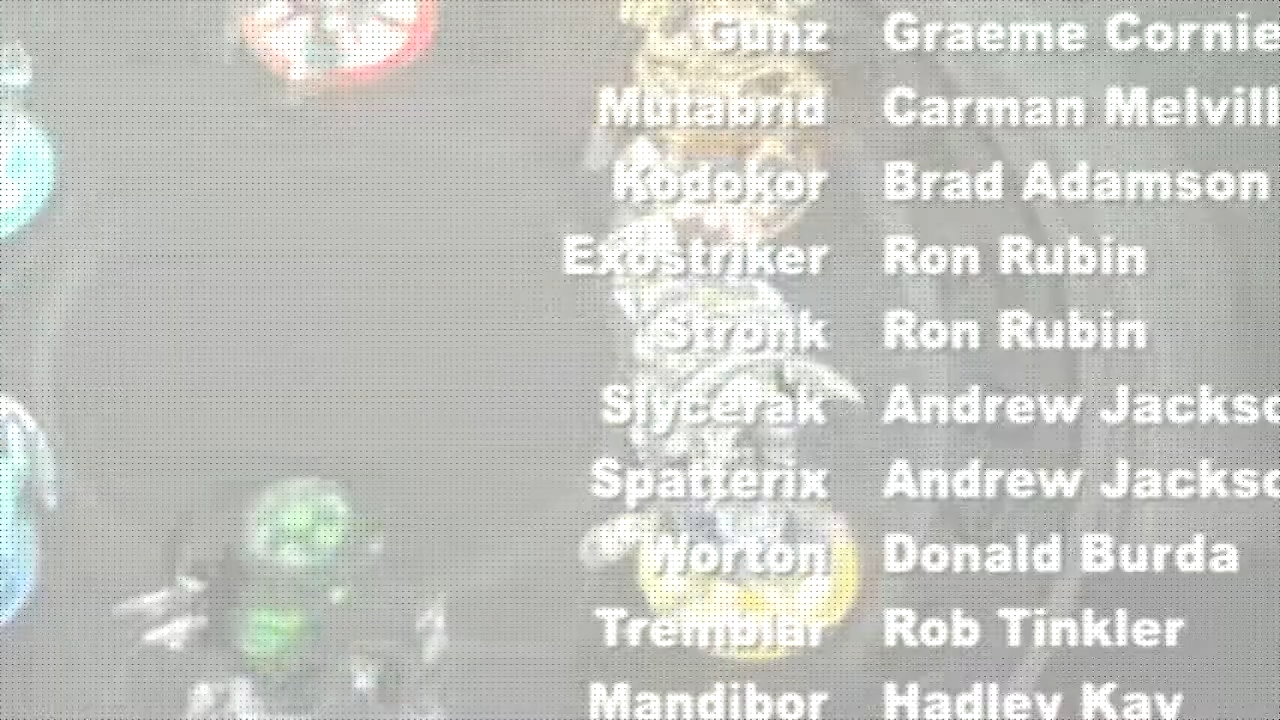 Gunz Graeme Cornie
Mutabrid Carman Melvill
Kodokor Brad Adamson
Exostriker Ron Rubin
Stronk Ron Rubin
Slycerak Andrew Jackso
Spatterix Andrew Jackso
Worton Donald Burda
Tremblar Rob Tinkler
Mandibor Hadley Kay